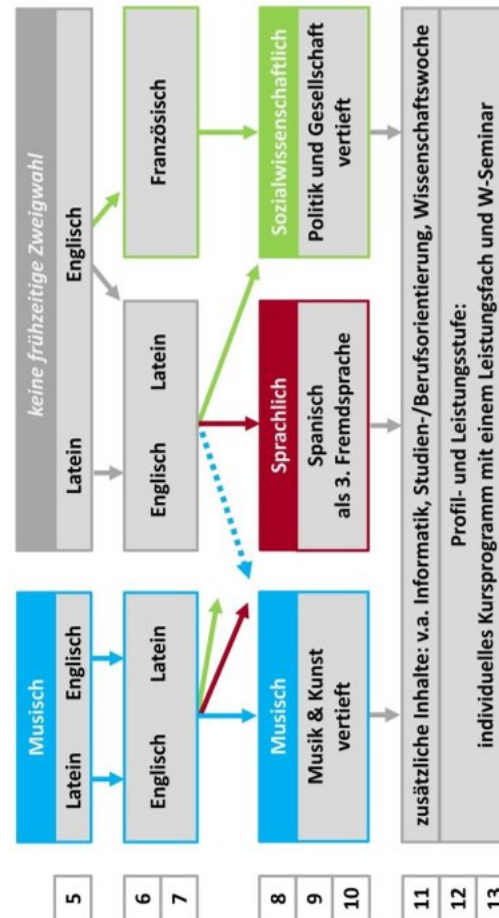 Musisch
keine frühzeitige Zweigwahl
5
Latein
Englisch
Latein
Englisch
6
7
Englisch
Latein
Englisch
Latein
Französisch
8
9
10
Musisch
Musik & Kunst
vertieft
Sprachlich
Spanisch
als 3. Fremdsprache
Sozialwissenschaftlich
Politik und Gesellschaft
vertieft
11
zusätzliche Inhalte: v.a. Informatik, Studien-/Berufsorientierung, Wissenschaftswoche
12
13
Profil- und Leistungsstufe:
individuelles Kursprogramm mit einem Leistungsfach und W-Seminar